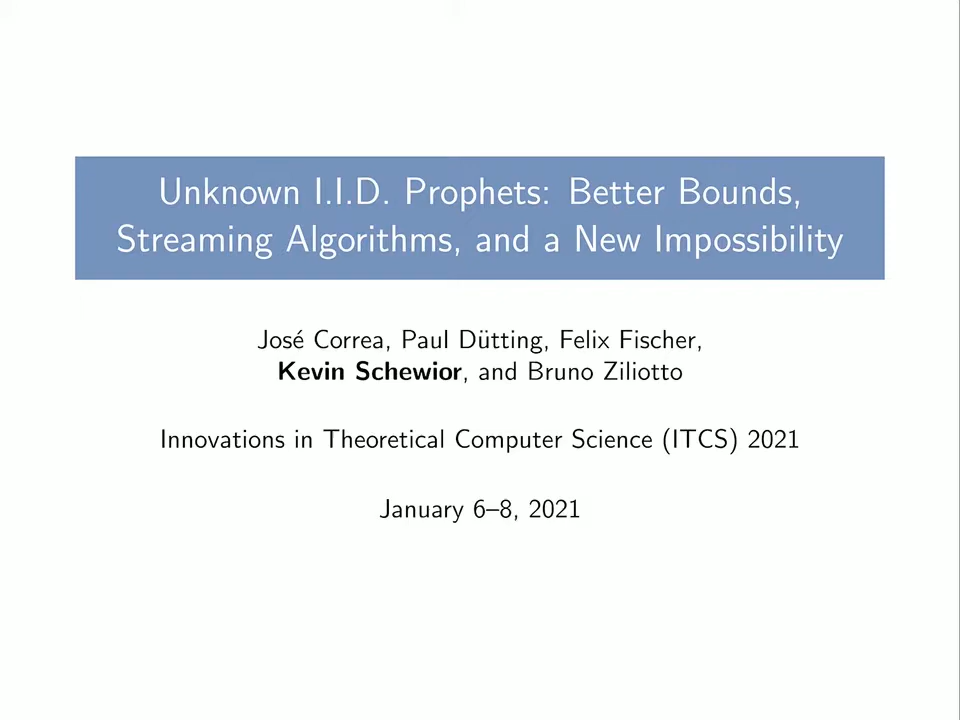 Unknown I.I.D. Prophets: Better Bounds,
Streaming Algorithms, and a New Impossibility
José Correa, Paul Dütting, Felix Fischer,
Kevin Schewior, and Bruno Ziliotto
Innovations in Theoretical Computer Science (ITCS) 2021
January 6–8, 2021